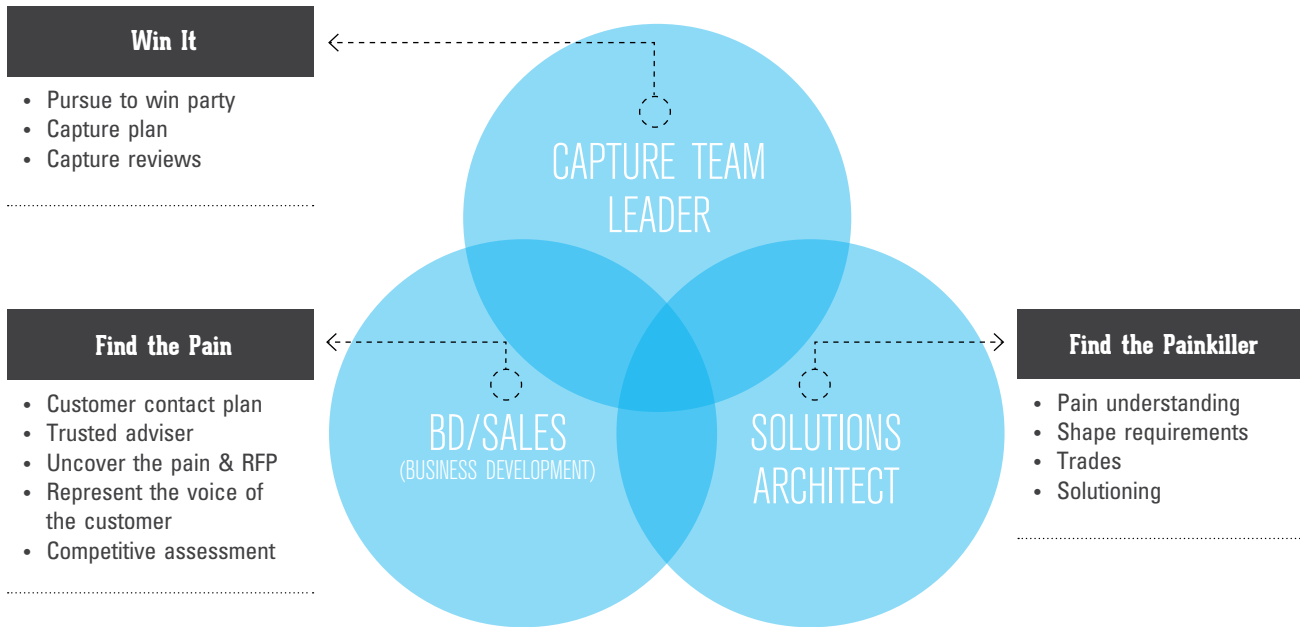 Win It
• Pursue to win party
• Capture plan
• Capture reviews
CAPTURE TEAM
LEADER
Find the Pain
• Customer contact plan
• Trusted adviser
• Uncover the pain & RFP
• Represent the voice of
the customer
• Competitive assessment
BD/SALES
(BUSINESS DEVELOPMENT)
SOLUTIONS
ARCHITECT
Find the Painkiller
• Pain understanding
• Shape requirements
• Trades
• Solutioning